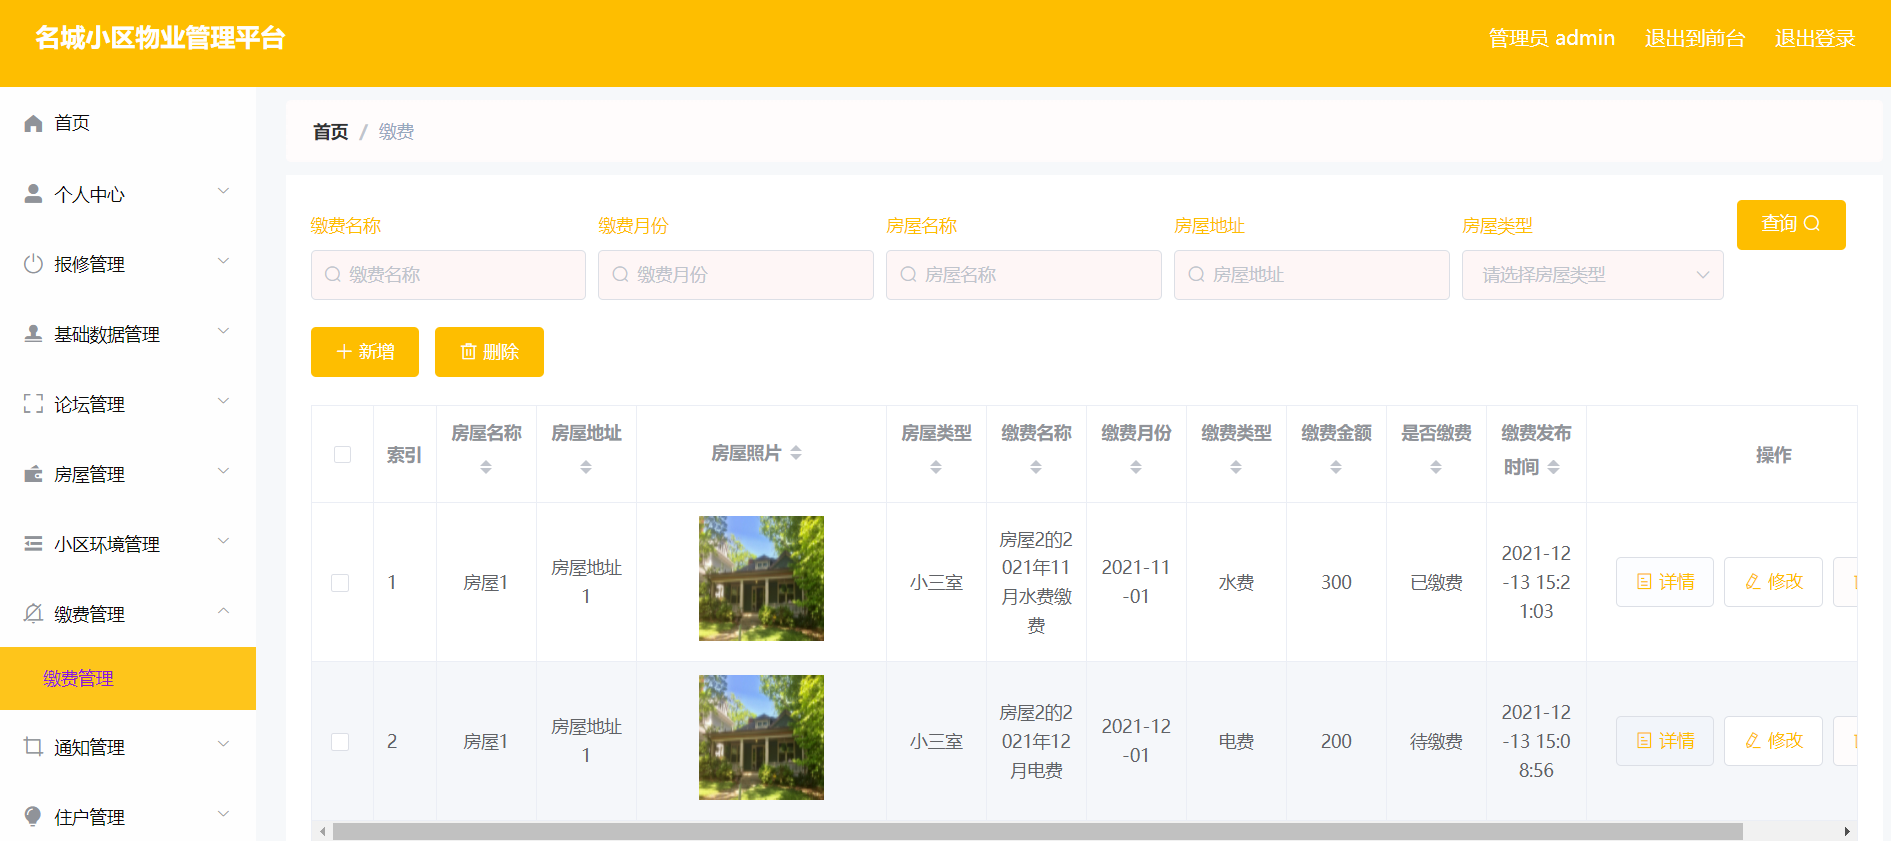 名城小区物业管理平台
管理员 admin
退出到前台
退出登录
首页
个人中心
报修管理
基础数据管理
论坛管理
房屋管理
小区环境管理
缴费管理
缴费管理
通知管理
住户管理
首页 / 缴费
缴费名称
缴费月份
房屋名称
房屋地址
房屋类型
查询
缴费名称
缴费月份
房屋名称
房屋地址
请选择房屋类型
新增
删除
索引
房屋名称
房屋地址
房屋照片
房屋类型
缴费名称
缴费月份
缴费类型
缴费金额
是否缴费
缴费发布
时间
操作
1
房屋1
房屋地址
1
小三室
房屋2的2
021年11
月水费缴
费
2021-11
-01
水费
300
已缴费
2021-12
-13 15:2
1:03
详情
修改
2
房屋1
房屋地址
1
小三室
房屋2的2
021年12
月电费
2021-12
-01
电费
200
待缴费
2021-12
-13 15:0
8:56
详情
修改